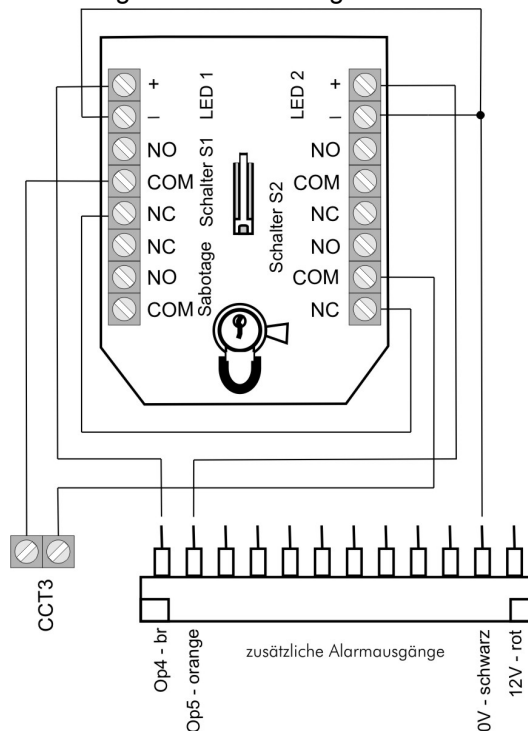 +
–
NO
COM
NC
NC
NO
COM
LED 1
Schalter S1
Sabotage
LED 2
Schalter S2
+
–
NO
COM
NC
NO
COM
NC
CCT3
Op4 - br
Op5 - orange
zusätzliche Alarmausgänge
0V - schwarz
12V - rot